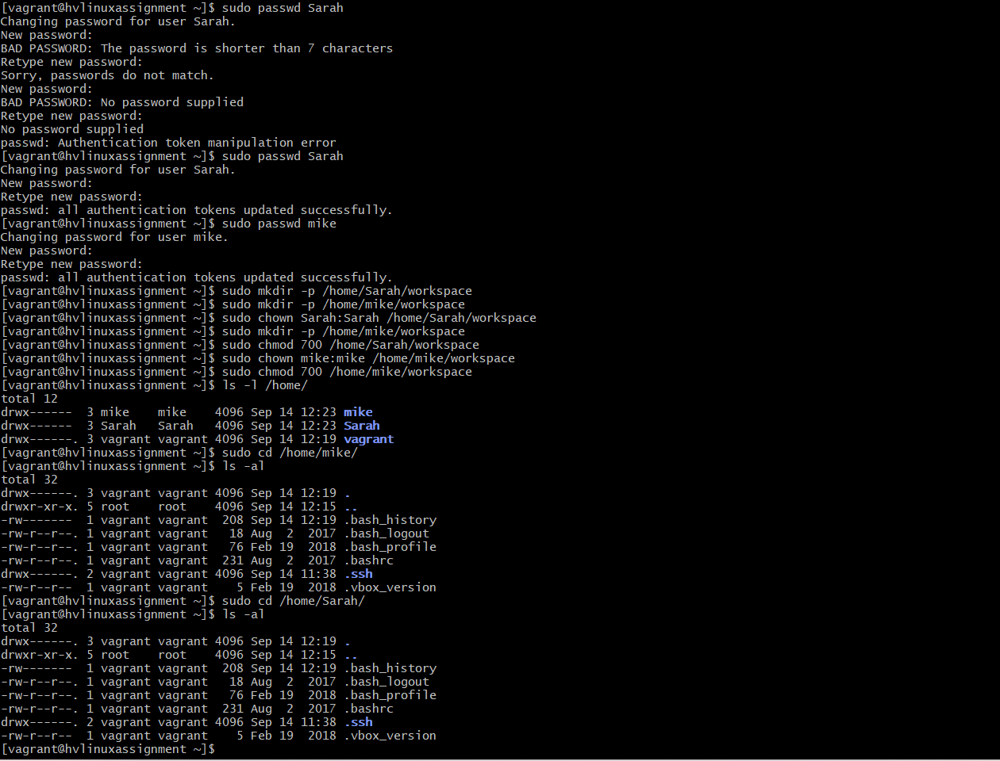 [vagrant@hvlinuxassignment ~]$ sudo passwd Sarah
Changing password for user Sarah.
New password:
BAD PASSWORD: The password is shorter than 7 characters
Retype new password:
Sorry, passwords do not match.
New password:
BAD PASSWORD: No password supplied
Retype new password:
No password supplied
passwd: Authentication token manipulation error
[vagrant@hvlinuxassignment ~]$ sudo passwd Sarah
Changing password for user Sarah.
New password:
Retype new password:
passwd: all authentication tokens updated successfully.
[vagrant@hvlinuxassignment ~]$ sudo passwd mike
Changing password for user mike.
New password:
Retype new password:
passwd: all authentication tokens updated successfully.
[vagrant@hvlinuxassignment ~]$ sudo mkdir -p /home/Sarah/workspace
[vagrant@hvlinuxassignment ~]$ sudo mkdir -p /home/mike/workspace
[vagrant@hvlinuxassignment ~]$ sudo chown Sarah:Sarah /home/Sarah/workspace
[vagrant@hvlinuxassignment ~]$ sudo mkdir -p /home/mike/workspace
[vagrant@hvlinuxassignment ~]$ sudo chmod 700 /home/Sarah/workspace
[vagrant@hvlinuxassignment ~]$ sudo chown mike:mike /home/mike/workspace
[vagrant@hvlinuxassignment ~]$ sudo chmod 700 /home/mike/workspace
[vagrant@hvlinuxassignment ~]$ ls -l /home/
total 12
drwx------  3 mike    mike    4096 Sep 14 12:23 mike
drwx------  3 Sarah   Sarah   4096 Sep 14 12:23 Sarah
drwx------. 3 vagrant vagrant 4096 Sep 14 12:19 vagrant
[vagrant@hvlinuxassignment ~]$ sudo cd /home/mike/
[vagrant@hvlinuxassignment ~]$ ls -al
total 32
drwx------. 3 vagrant vagrant 4096 Sep 14 12:19 .
drwxr-xr-x. 5 root    root    4096 Sep 14 12:15 ..
-rw-------  1 vagrant vagrant  208 Sep 14 12:19 .bash_history
-rw-r--r--. 1 vagrant vagrant   18 Aug  2  2017 .bash_logout
-rw-r--r--. 1 vagrant vagrant   76 Feb 19  2018 .bash_profile
-rw-r--r--. 1 vagrant vagrant  231 Aug  2  2017 .bashrc
drwx------. 2 vagrant vagrant 4096 Sep 14 11:38 .ssh
-rw-r--r--  1 vagrant vagrant    5 Feb 19  2018 .vbox_version
[vagrant@hvlinuxassignment ~]$ sudo cd /home/Sarah/
[vagrant@hvlinuxassignment ~]$ ls -al
total 32
drwx------. 3 vagrant vagrant 4096 Sep 14 12:19 .
drwxr-xr-x. 5 root    root    4096 Sep 14 12:15 ..
-rw-------  1 vagrant vagrant  208 Sep 14 12:19 .bash_history
-rw-r--r--. 1 vagrant vagrant   18 Aug  2  2017 .bash_logout
-rw-r--r--. 1 vagrant vagrant   76 Feb 19  2018 .bash_profile
-rw-r--r--. 1 vagrant vagrant  231 Aug  2  2017 .bashrc
drwx------. 2 vagrant vagrant 4096 Sep 14 11:38 .ssh
-rw-r--r--  1 vagrant vagrant    5 Feb 19  2018 .vbox_version
[vagrant@hvlinuxassignment ~]$